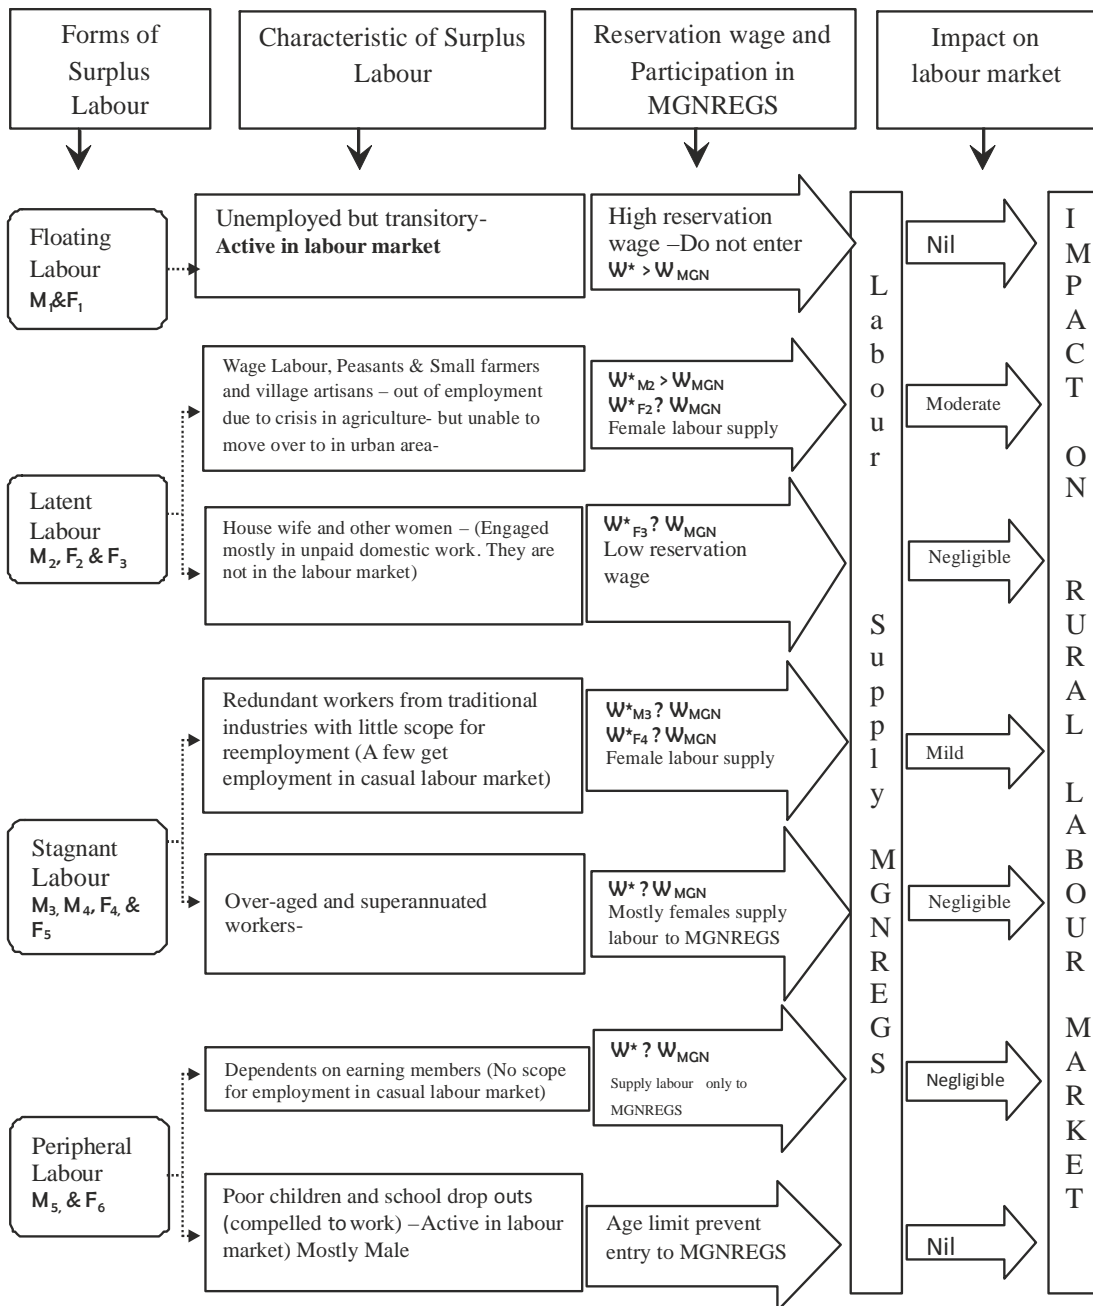 Forms of
Surplus
Labour
Characteristic of Surplus
Labour
Reservation wage and
Participation in
MGNREGS
Impact on
labour market
Floating
Labour
M1&F1
Unemployed but transitory-
Active in labour market
High reservation
wage –Do not enter
W* > WMGN
Nil
Latent
Labour
M2, F2 & F3
Wage Labour, Peasants & Small farmers
and village artisans – out of employment
due to crisis in agriculture- but unable to
move over to in urban area-
W*M2 > WMGN
W*F2 ? WMGN
Female labour supply
Moderate
House wife and other women – (Engaged
mostly in unpaid domestic work. They are
not in the labour market)
W*F3 ? WMGN
Low reservation
wage
Negligible
Stagnant
Labour
M3, M4, F4, &
F5
Redundant workers from traditional
industries with little scope for
reemployment (A few get
employment in casual labour market)
W*M3 ? WMGN
W*F4 ? WMGN
Female labour supply
Mild
Over-aged and superannuated
workers-
W* ? WMGN
Mostly females supply
labour to MGNREGS
Negligible
Peripheral
Labour
M5, & F6
Dependents on earning members (No scope
for employment in casual labour market)
W* ? WMGN
Supply labour only to
MGNREGS
Negligible
Poor children and school drop outs
(compelled to work) –Active in labour
market) Mostly Male
Age limit prevent
entry to MGNREGS
Nil
Labour Supply MGNREGS
IMPACT ON RURAL LABOUR MARKET